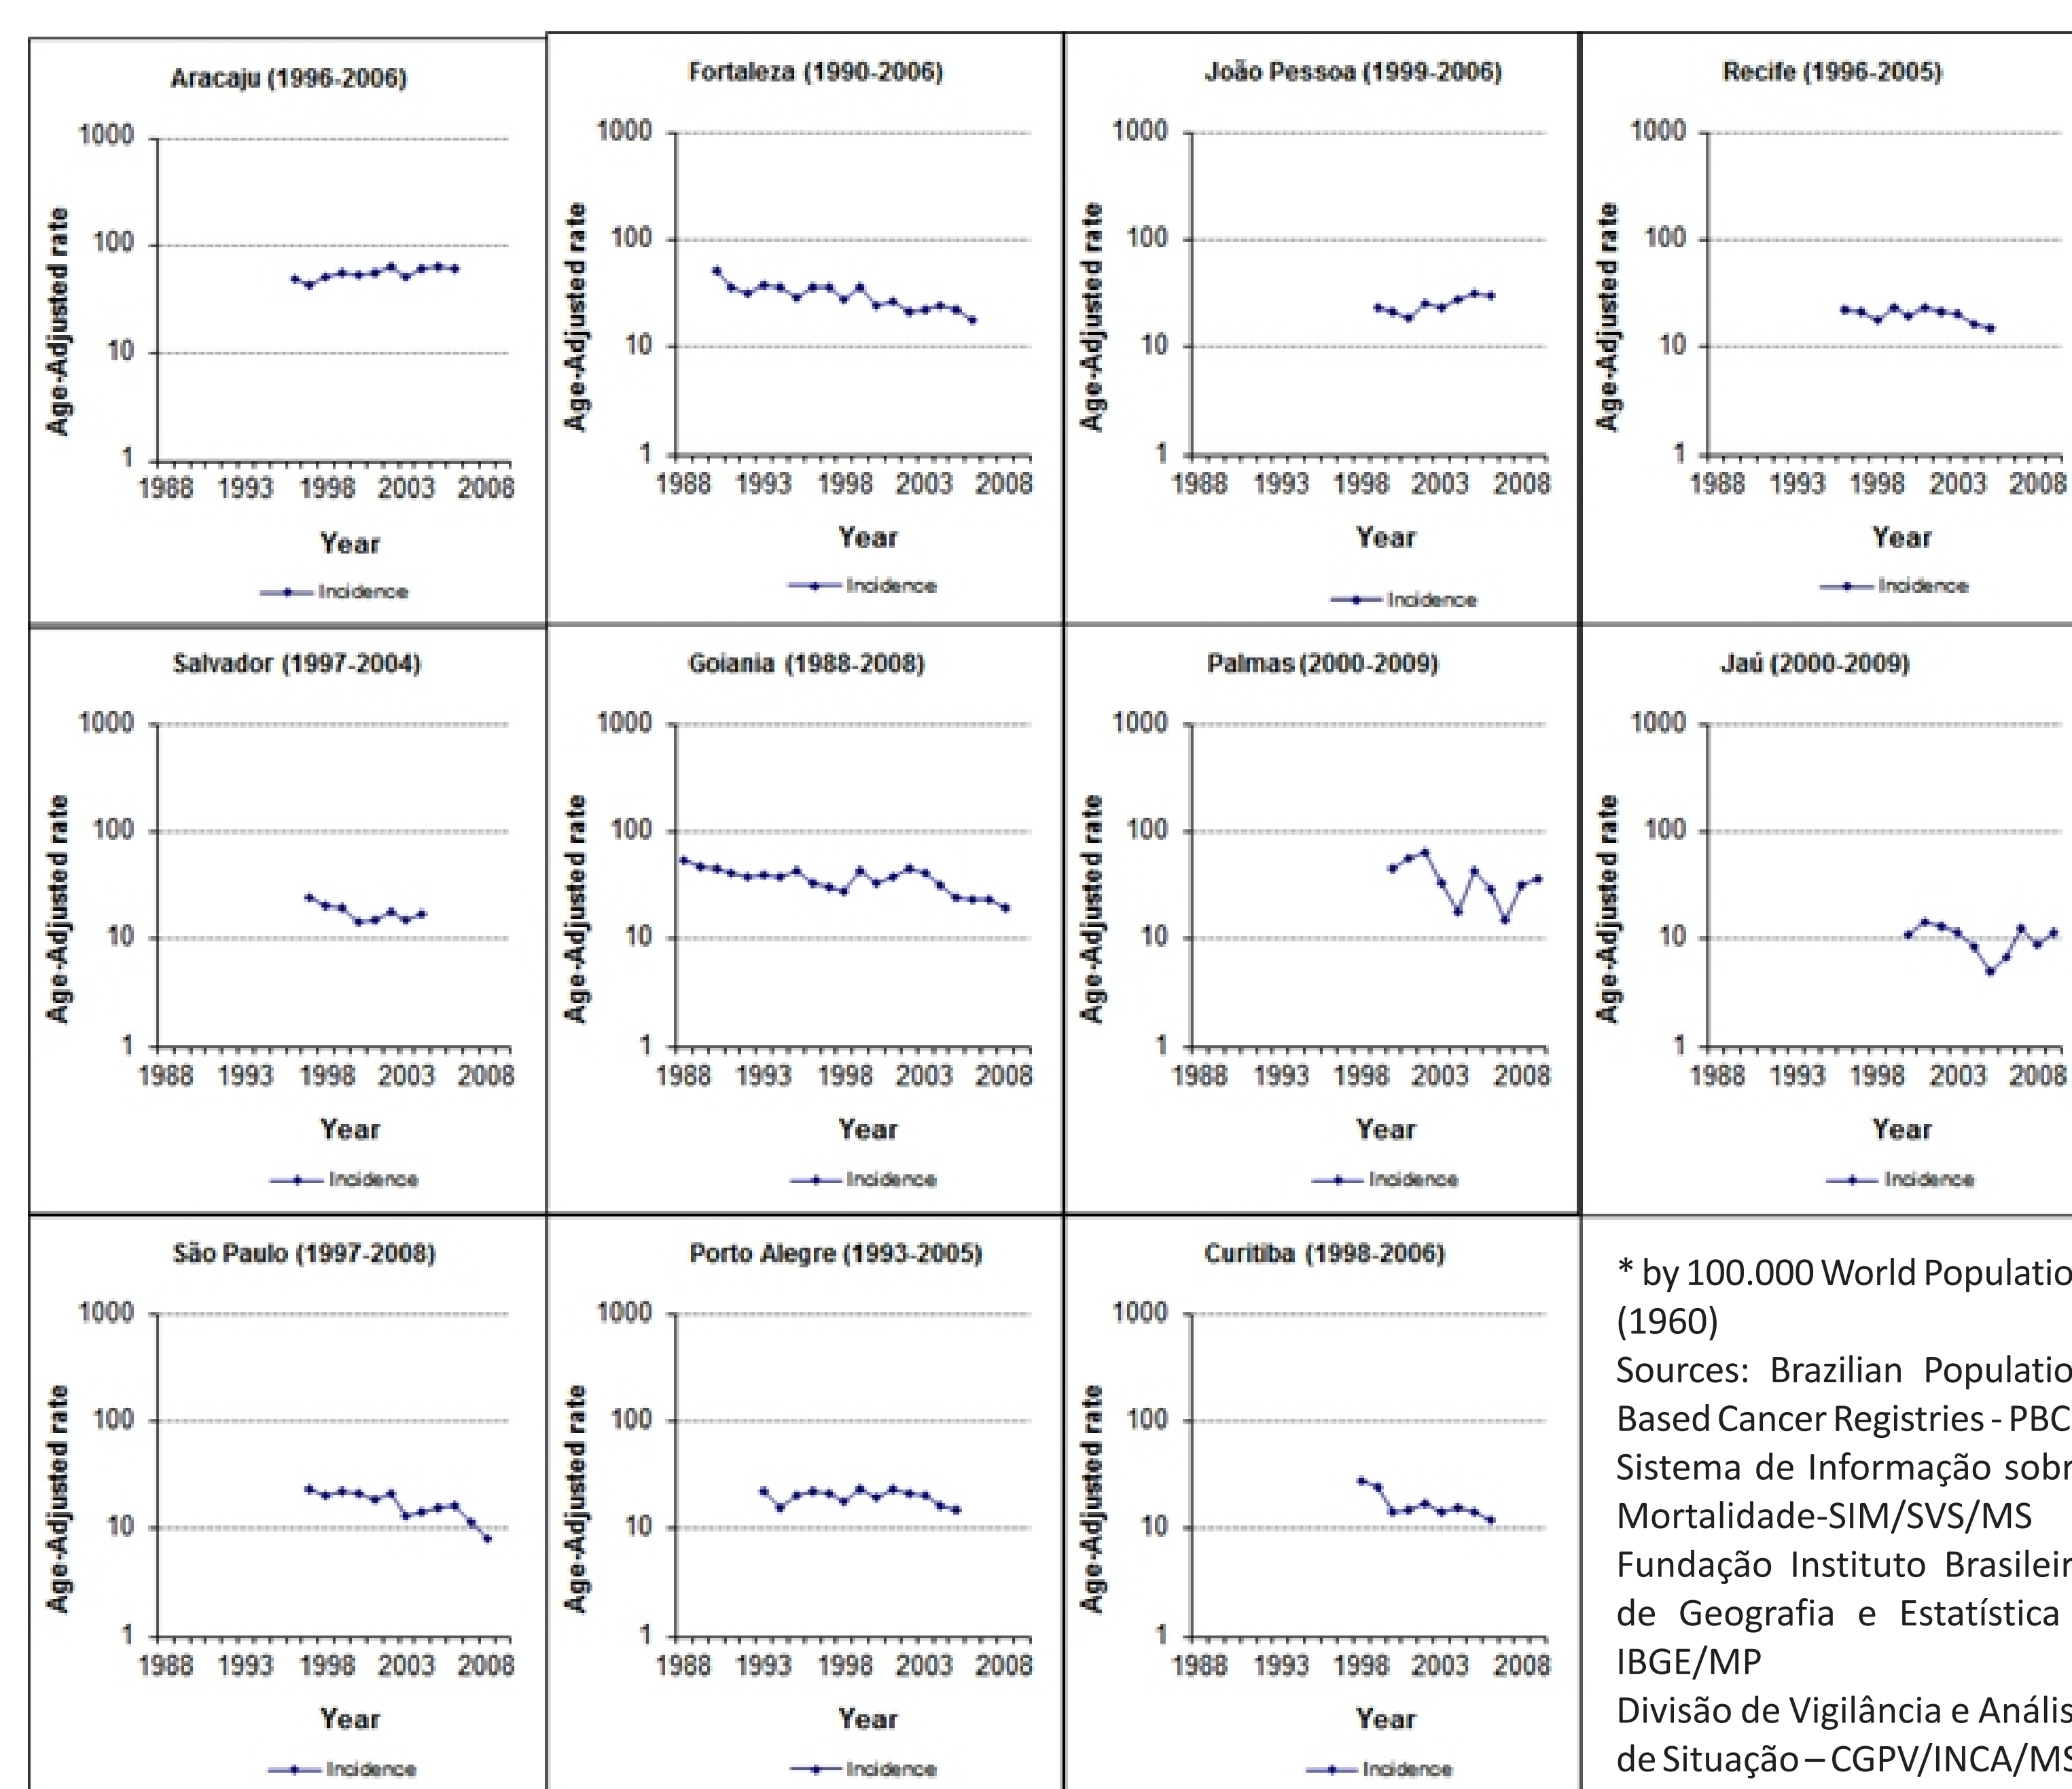 Aracaju (1996-2006)
1000
100
10
1
Age-Adjusted rate
1988 1993 1998 2003 2008
Year
Incidence
Fortaleza (1990-2006)
1000
100
10
1
Age-Adjusted rate
1988 1993 1998 2003 2008
Year
Incidence
João Pessoa (1999-2006)
1000
100
10
1
Age-Adjusted rate
1988 1993 1998 2003 2008
Year
Incidence
Recife (1996-2005)
1000
100
10
1
Age-Adjusted rate
1988 1993 1998 2003 2008
Year
Incidence
Salvador (1997-2004)
1000
100
10
1
Age-Adjusted rate
1988 1993 1998 2003 2008
Year
Incidence
Goiania (1988-2008)
1000
100
10
1
Age-Adjusted rate
1988 1993 1998 2003 2008
Year
Incidence
Palmas (2000-2009)
1000
100
10
1
Age-Adjusted rate
1988 1993 1998 2003 2008
Year
Incidence
Jaú (2000-2009)
1000
100
10
1
Age-Adjusted rate
1988 1993 1998 2003 2008
Year
Incidence
São Paulo (1997-2008)
1000
100
10
1
Age-Adjusted rate
1988 1993 1998 2003 2008
Year
Incidence
Porto Alegre (1993-2005)
1000
100
10
1
Age-Adjusted rate
1988 1993 1998 2003 2008
Year
Incidence
Curitiba (1998-2006)
1000
100
10
1
Age-Adjusted rate
1988 1993 1998 2003 2008
Year
Incidence
* by 100.000 World Populatio
(1960)
Sources: Brazilian Populatio
Based Cancer Registries - PBC
Sistema de Informação sobr
Mortalidade-SIM/SVS/MS
Fundação Instituto Brasileir
de Geografia e Estatística
IBGE/MP
Divisão de Vigilância e Anális
de Situação – CGPV/INCA/MS